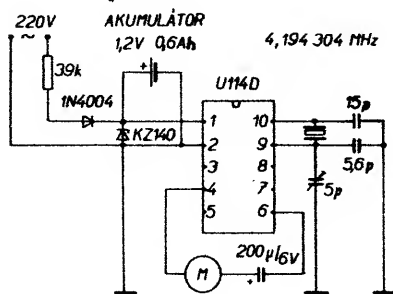 220V
~
AKUMULÁTOR
1,2V 0,6Ah
4,194 304 MHz
39k
1N4004
+
U114D
KZ140
1
2
3
4
5
10
9
8
7
6
15p
5,6p
5p
200µ/6V
+
M